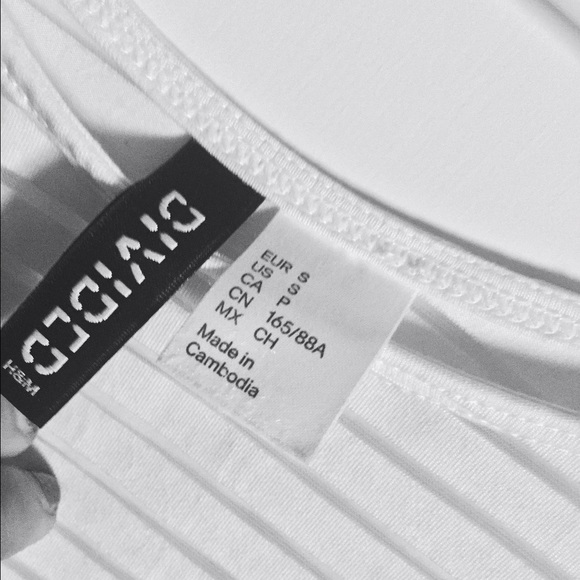 DIVIDED
H&M
EUR S
US S
CA P
CN 165/88A
MX CH
Made in
Cambodia